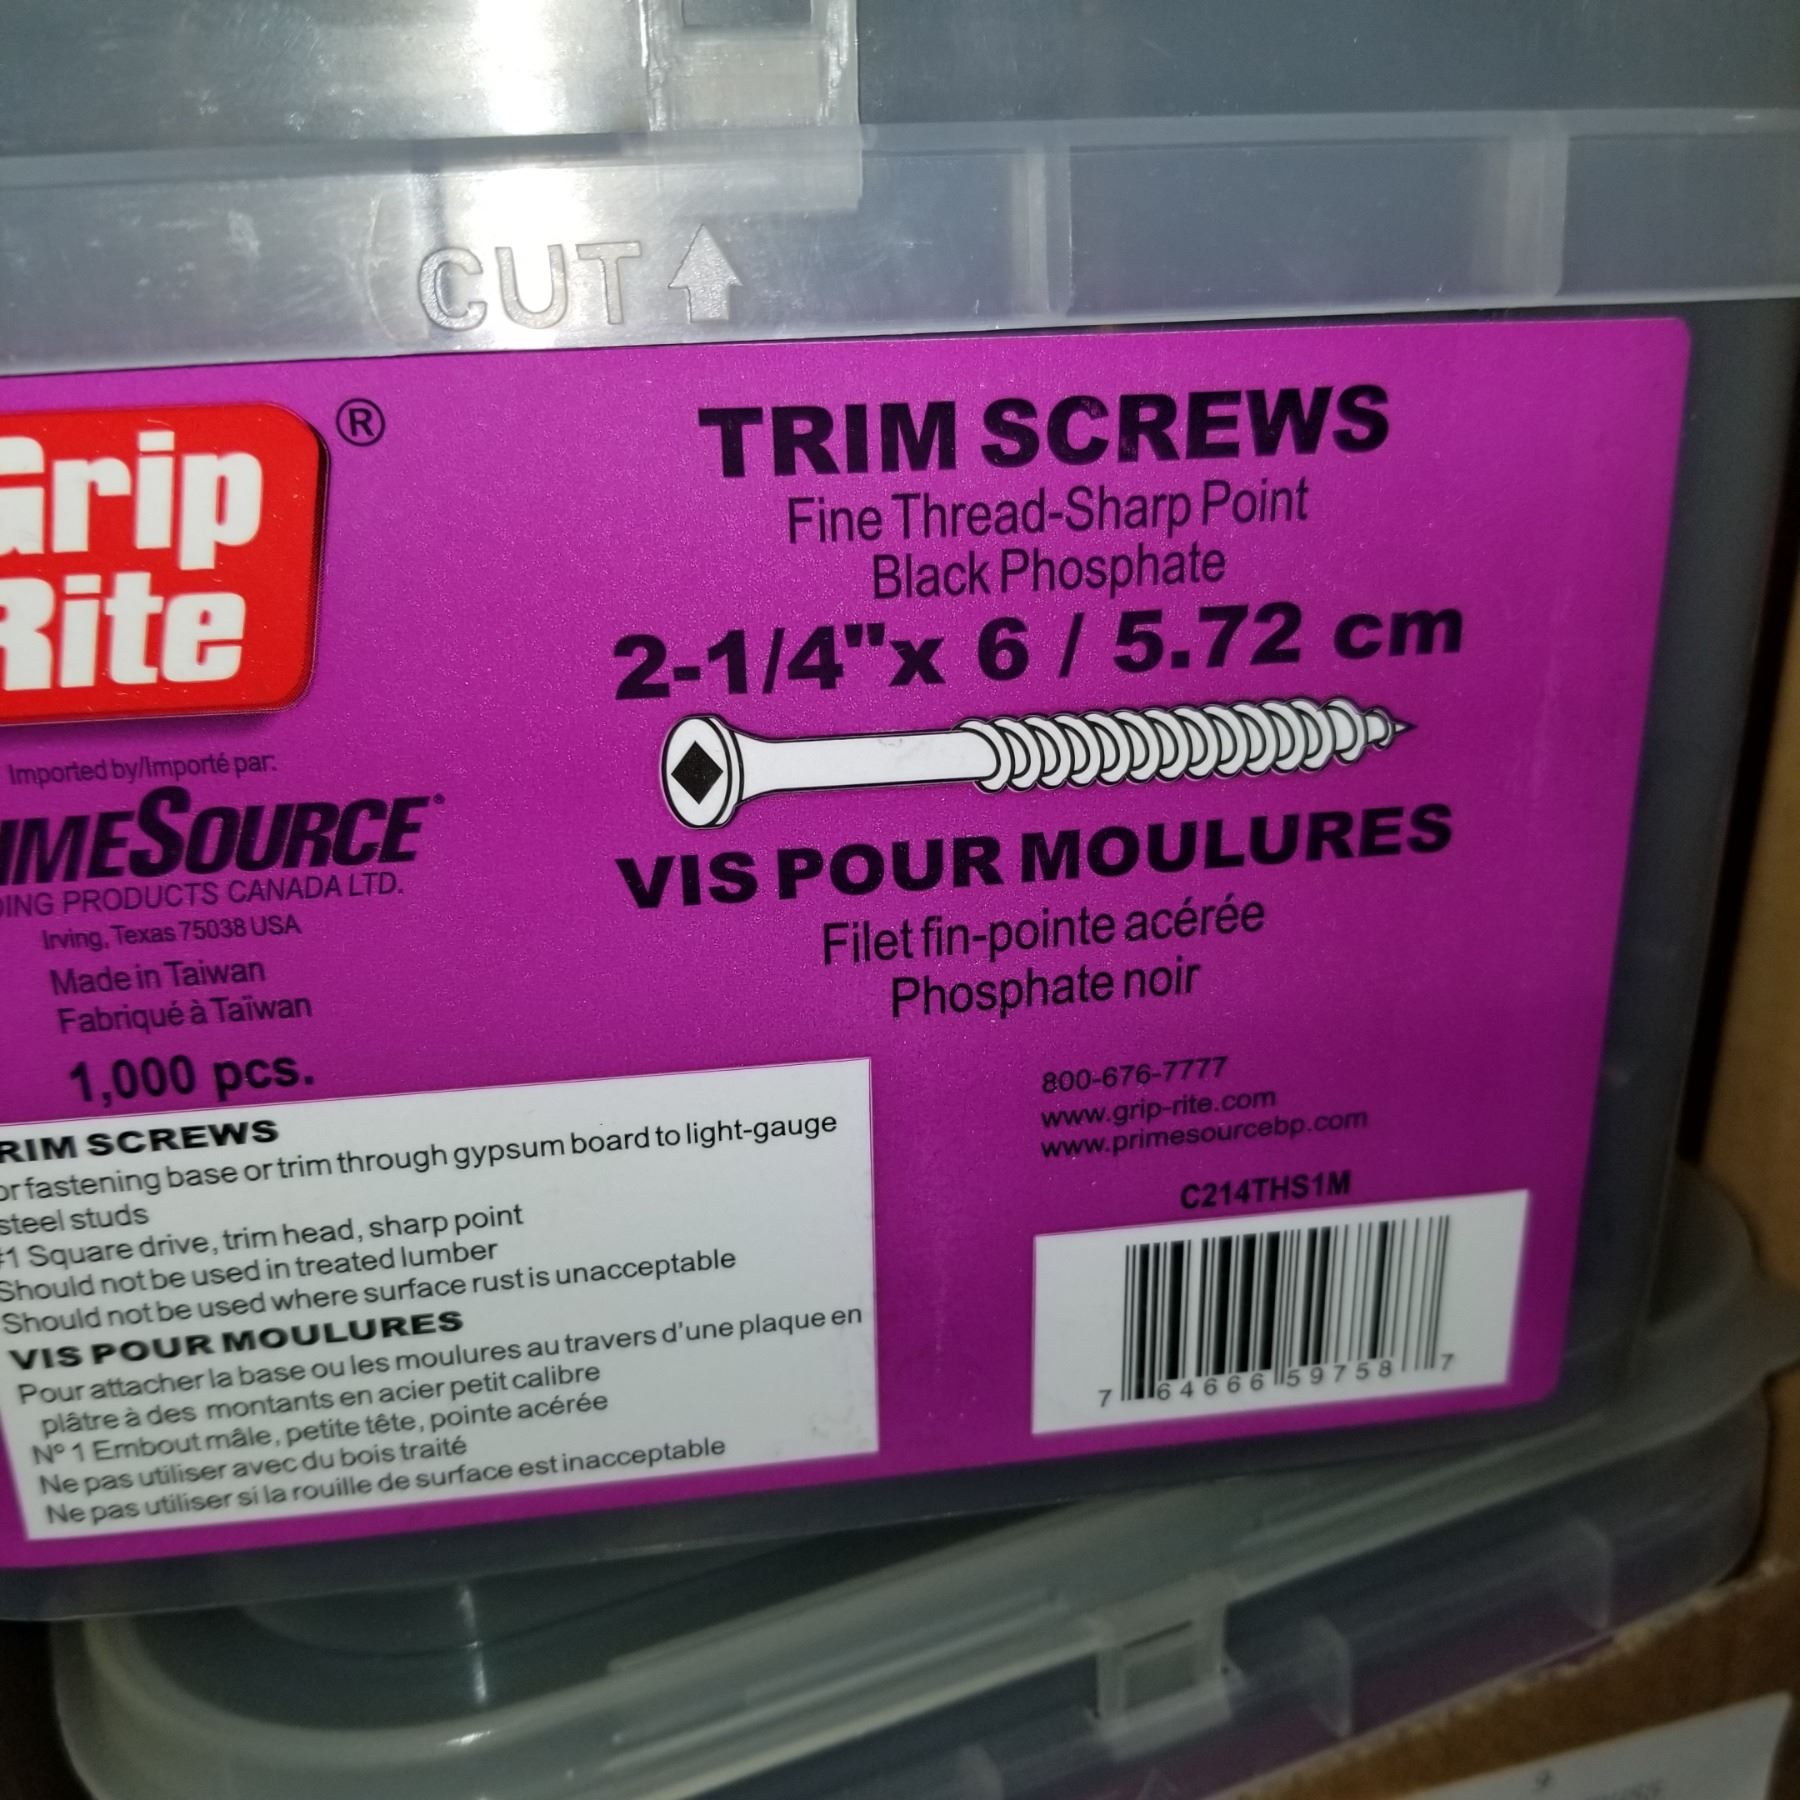 CUT
Grip
Rite
®
Imported by/Importé par:
IMESOURCE
DING PRODUCTS CANADA LTD.
Irving, Texas 75038 USA
Made in Taiwan
Fabriqué à Taïwan
1,000 pcs.
TRIM SCREWS
Fine Thread-Sharp Point
Black Phosphate
2-1/4"x 6 / 5.72 cm
VIS POUR MOULURES
Filet fin-pointe acérée
Phosphate noir
RIM SCREWS
or fastening base or trim through gypsum board to light-gauge
steel studs
#1 Square drive, trim head, sharp point
Should not be used in treated lumber
Should not be used where surface rust is unacceptable
VIS POUR MOULURES
Pour attacher la base ou les moulures au travers d'une plaque en
plâtre à des montants en acier petit calibre
Nº 1 Embout mâle, petite tête, pointe acérée
Ne pas utiliser avec du bois traité
Ne pas utiliser si la rouille de surface est inacceptable
800-676-7777
www.grip-rite.com
www.primesourcebp.com
C214THS1M
7 64666 59758 7